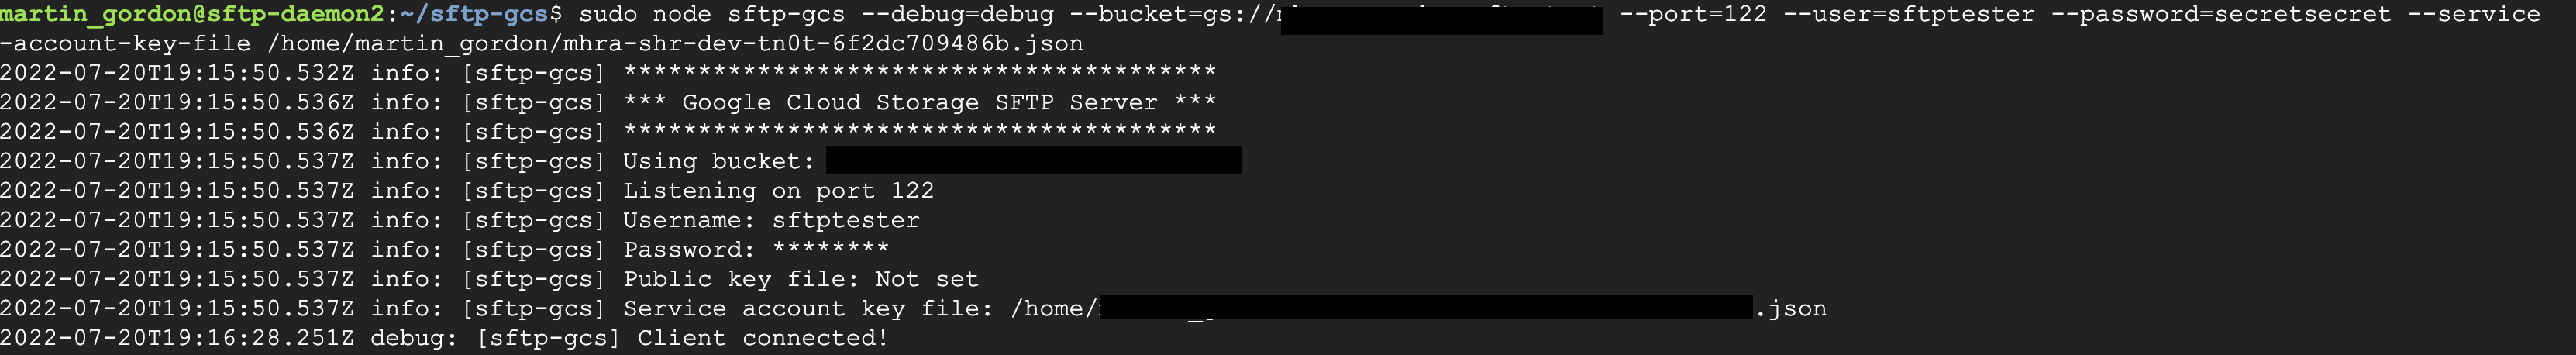 martin_gordon@sftp-daemon2:~/sftp-gcs$ sudo node sftp-gcs --debug=debug --bucket=gs:// --port=122 --user=sftptester --password=secretsecret --service
-account-key-file /home/martin_gordon/mhra-shr-dev-tn0t-6f2dc709486b.json
2022-07-20T19:15:50.532Z info: [sftp-gcs] ****************************************
2022-07-20T19:15:50.536Z info: [sftp-gcs] *** Google Cloud Storage SFTP Server ***
2022-07-20T19:15:50.536Z info: [sftp-gcs] ****************************************
2022-07-20T19:15:50.537Z info: [sftp-gcs] Using bucket:
2022-07-20T19:15:50.537Z info: [sftp-gcs] Listening on port 122
2022-07-20T19:15:50.537Z info: [sftp-gcs] Username: sftptester
2022-07-20T19:15:50.537Z info: [sftp-gcs] Password: ********
2022-07-20T19:15:50.537Z info: [sftp-gcs] Public key file: Not set
2022-07-20T19:15:50.537Z info: [sftp-gcs] Service account key file: /home/ .json
2022-07-20T19:16:28.251Z debug: [sftp-gcs] Client connected!